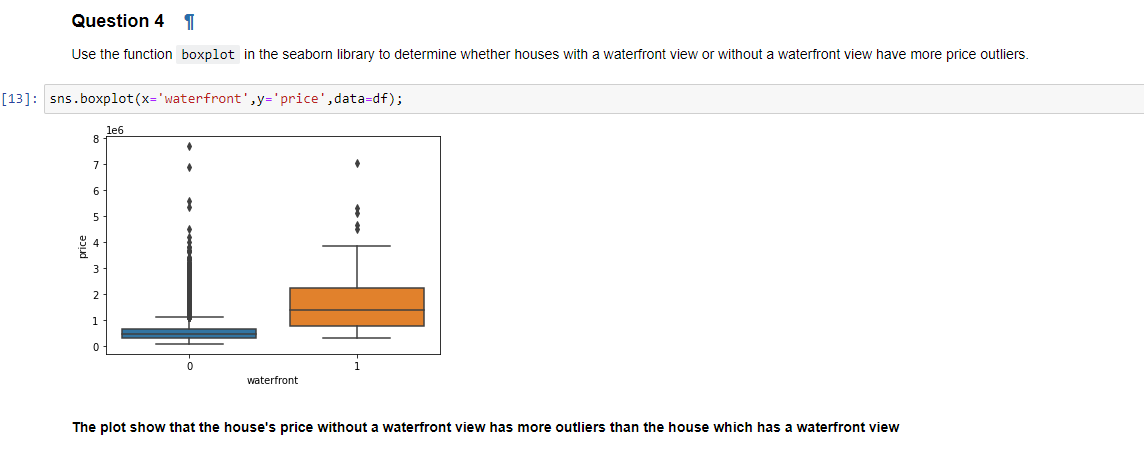 Question 4 ¶
Use the function boxplot in the seaborn library to determine whether houses with a waterfront view or without a waterfront view have more price outliers.
[13]: sns.boxplot(x='waterfront',y='price',data=df);
1e6
8
7
6
5
4
3
2
1
0
price
0 1
waterfront
The plot show that the house's price without a waterfront view has more outliers than the house which has a waterfront view